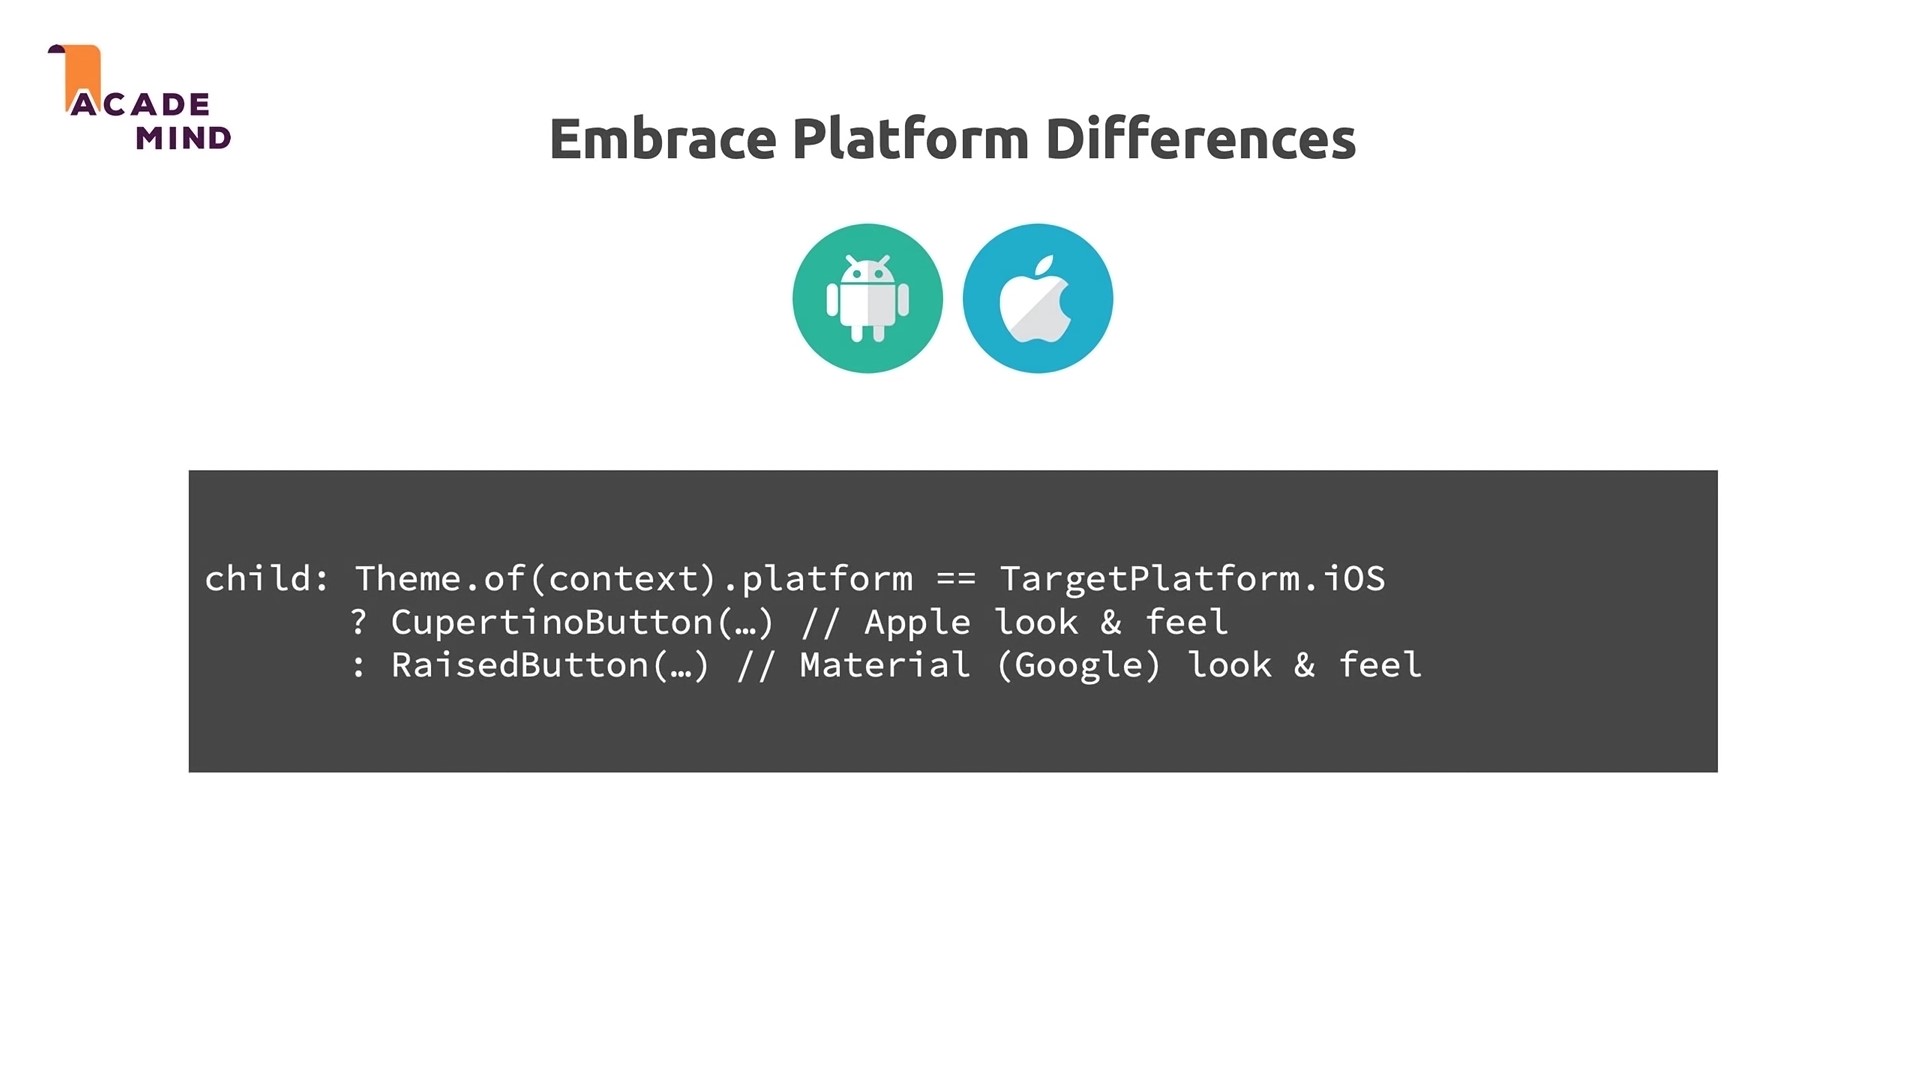 ACADE
MIND
Embrace Platform Differences
child: Theme.of(context).platform == TargetPlatform.iOS
? CupertinoButton(…) // Apple look & feel
: RaisedButton(…) // Material (Google) look & feel